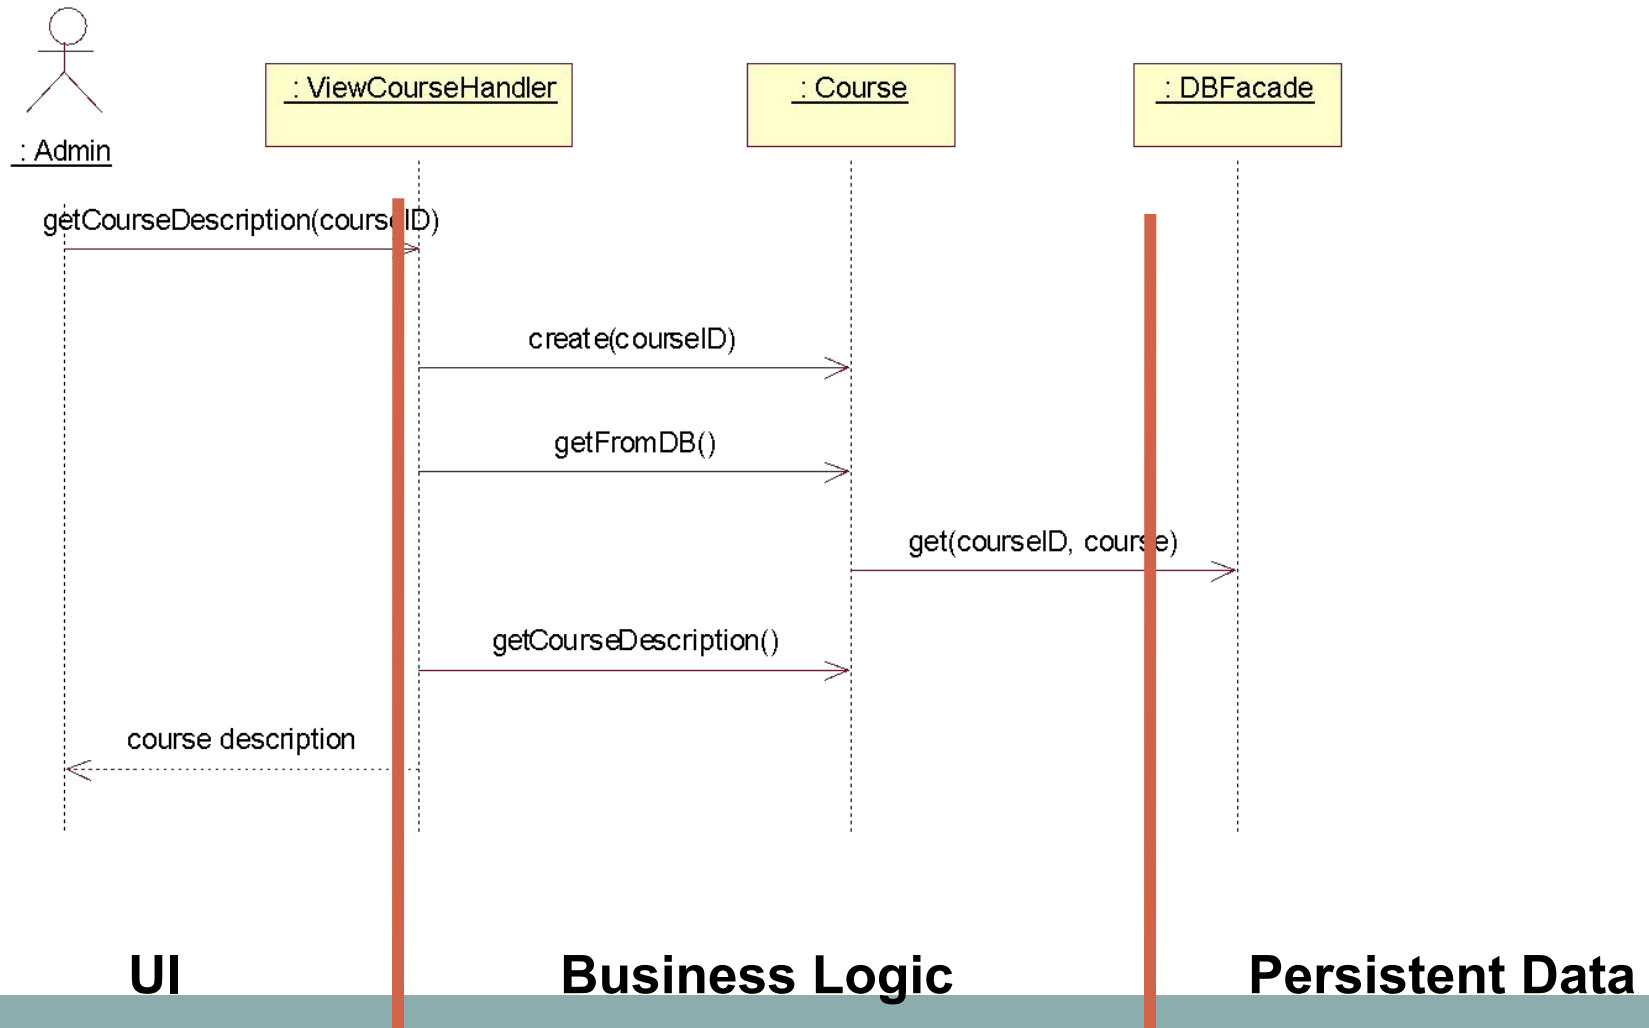 : ViewCourseHandler
: Course
: DBFacade
: Admin
getCourseDescription(courseID)
create(courseID)
getFromDB()
get(courseID, course)
getCourseDescription()
course description
UI
Business Logic
Persistent Data